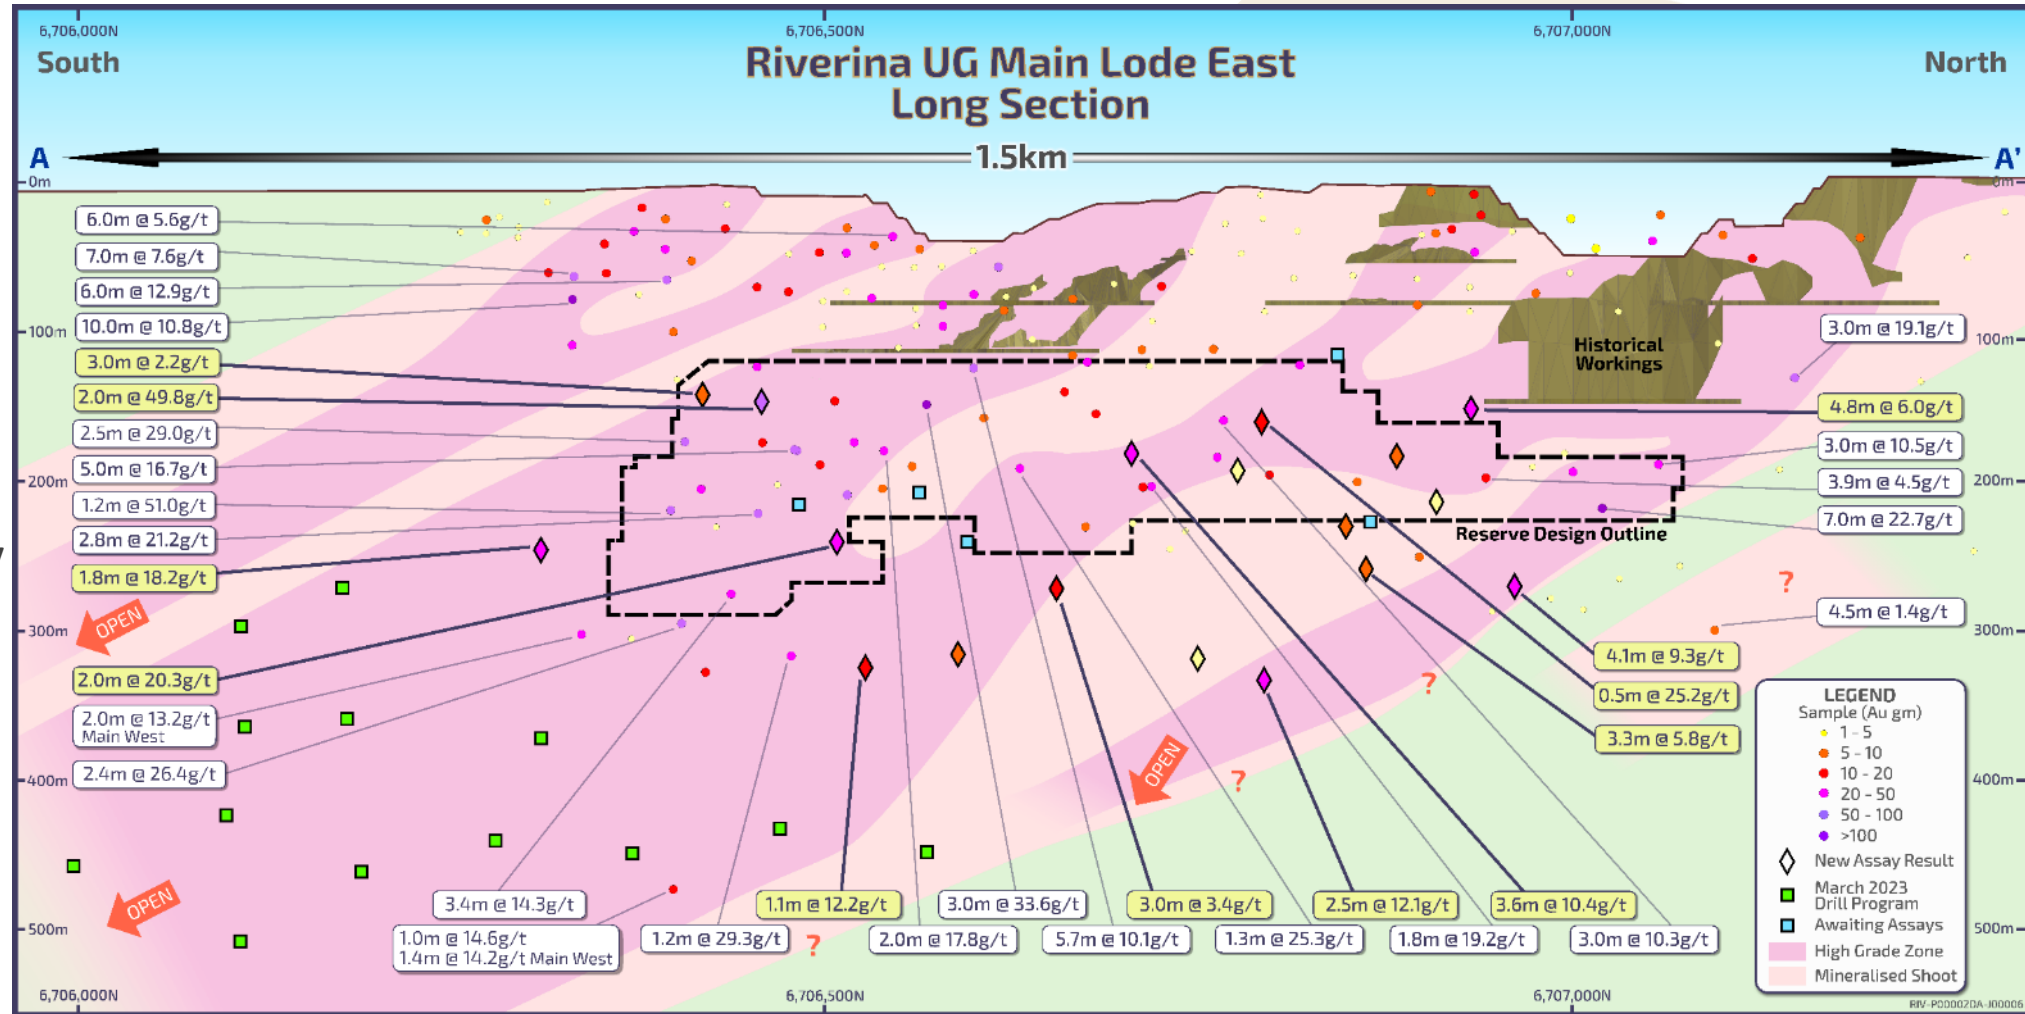 6,706,000N
6,706,500N
6,707,000N
South
Riverina UG Main Lode East
Long Section
North
A
1.5km
A'
0m
0m
6.0m @ 5.6g/t
7.0m @ 7.6g/t
6.0m @ 12.9g/t
10.0m @ 10.8g/t
100m
3.0m @ 2.2g/t
2.0m @ 49.8g/t
2.5m @ 29.0g/t
5.0m @ 16.7g/t
200m
1.2m @ 51.0g/t
2.8m @ 21.2g/t
1.8m @ 18.2g/t
OPEN
300m
2.0m @ 20.3g/t
2.0m @ 13.2g/t
Main West
2.4m @ 26.4g/t
400m
OPEN
500m
Historical
Workings
Reserve Design Outline
3.0m @ 19.1g/t
100m
4.8m @ 6.0g/t
3.0m @ 10.5g/t
3.9m @ 4.5g/t
200m
7.0m @ 22.7g/t
?
4.5m @ 1.4g/t
300m
4.1m @ 9.3g/t
0.5m @ 25.2g/t
3.3m @ 5.8g/t
?
?
OPEN
?
400m
500m
3.4m @ 14.3g/t
1.1m @ 12.2g/t
3.0m @ 33.6g/t
3.0m @ 3.4g/t
2.5m @ 12.1g/t
3.6m @ 10.4g/t
1.0m @ 14.6g/t
1.4m @ 14.2g/t Main West
1.2m @ 29.3g/t
2.0m @ 17.8g/t
5.7m @ 10.1g/t
1.3m @ 25.3g/t
1.8m @ 19.2g/t
3.0m @ 10.3g/t
LEGEND
Sample (Au gm)
1 - 5
5 - 10
10 - 20
20 - 50
50 - 100
>100
New Assay Result
March 2023
Drill Program
Awaiting Assays
High Grade Zone
Mineralised Shoot
6,706,000N
6,706,500N
6,707,000N
RIV-P00002DA-J00006